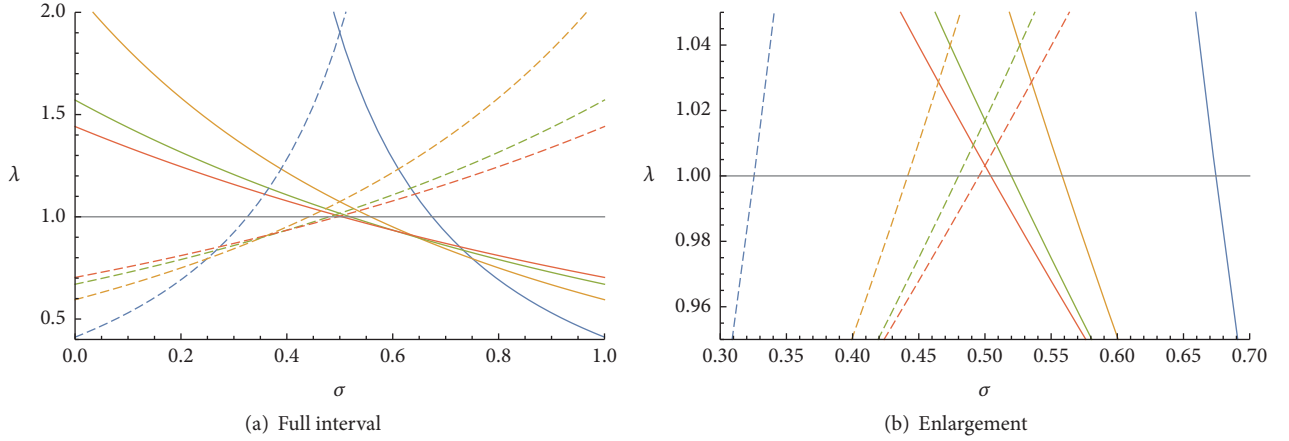 2.0
1.5
λ
1.0
0.5
0.0 0.2 0.4 0.6 0.8 1.0
σ
(a) Full interval
1.04
1.02
λ 1.00
0.98
0.96
0.30 0.35 0.40 0.45 0.50 0.55 0.60 0.65 0.70
σ
(b) Enlargement